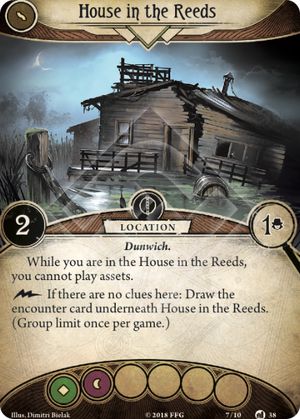 House in the Reeds
2
LOCATION
1
Dunwich.
While you are in the House in the Reeds,
you cannot play assets.
If there are no clues here: Draw the
encounter card underneath House in the Reeds.
(Group limit once per game.)
Illus. Dimitri Bielak
© 2018 FFG
7/10
38